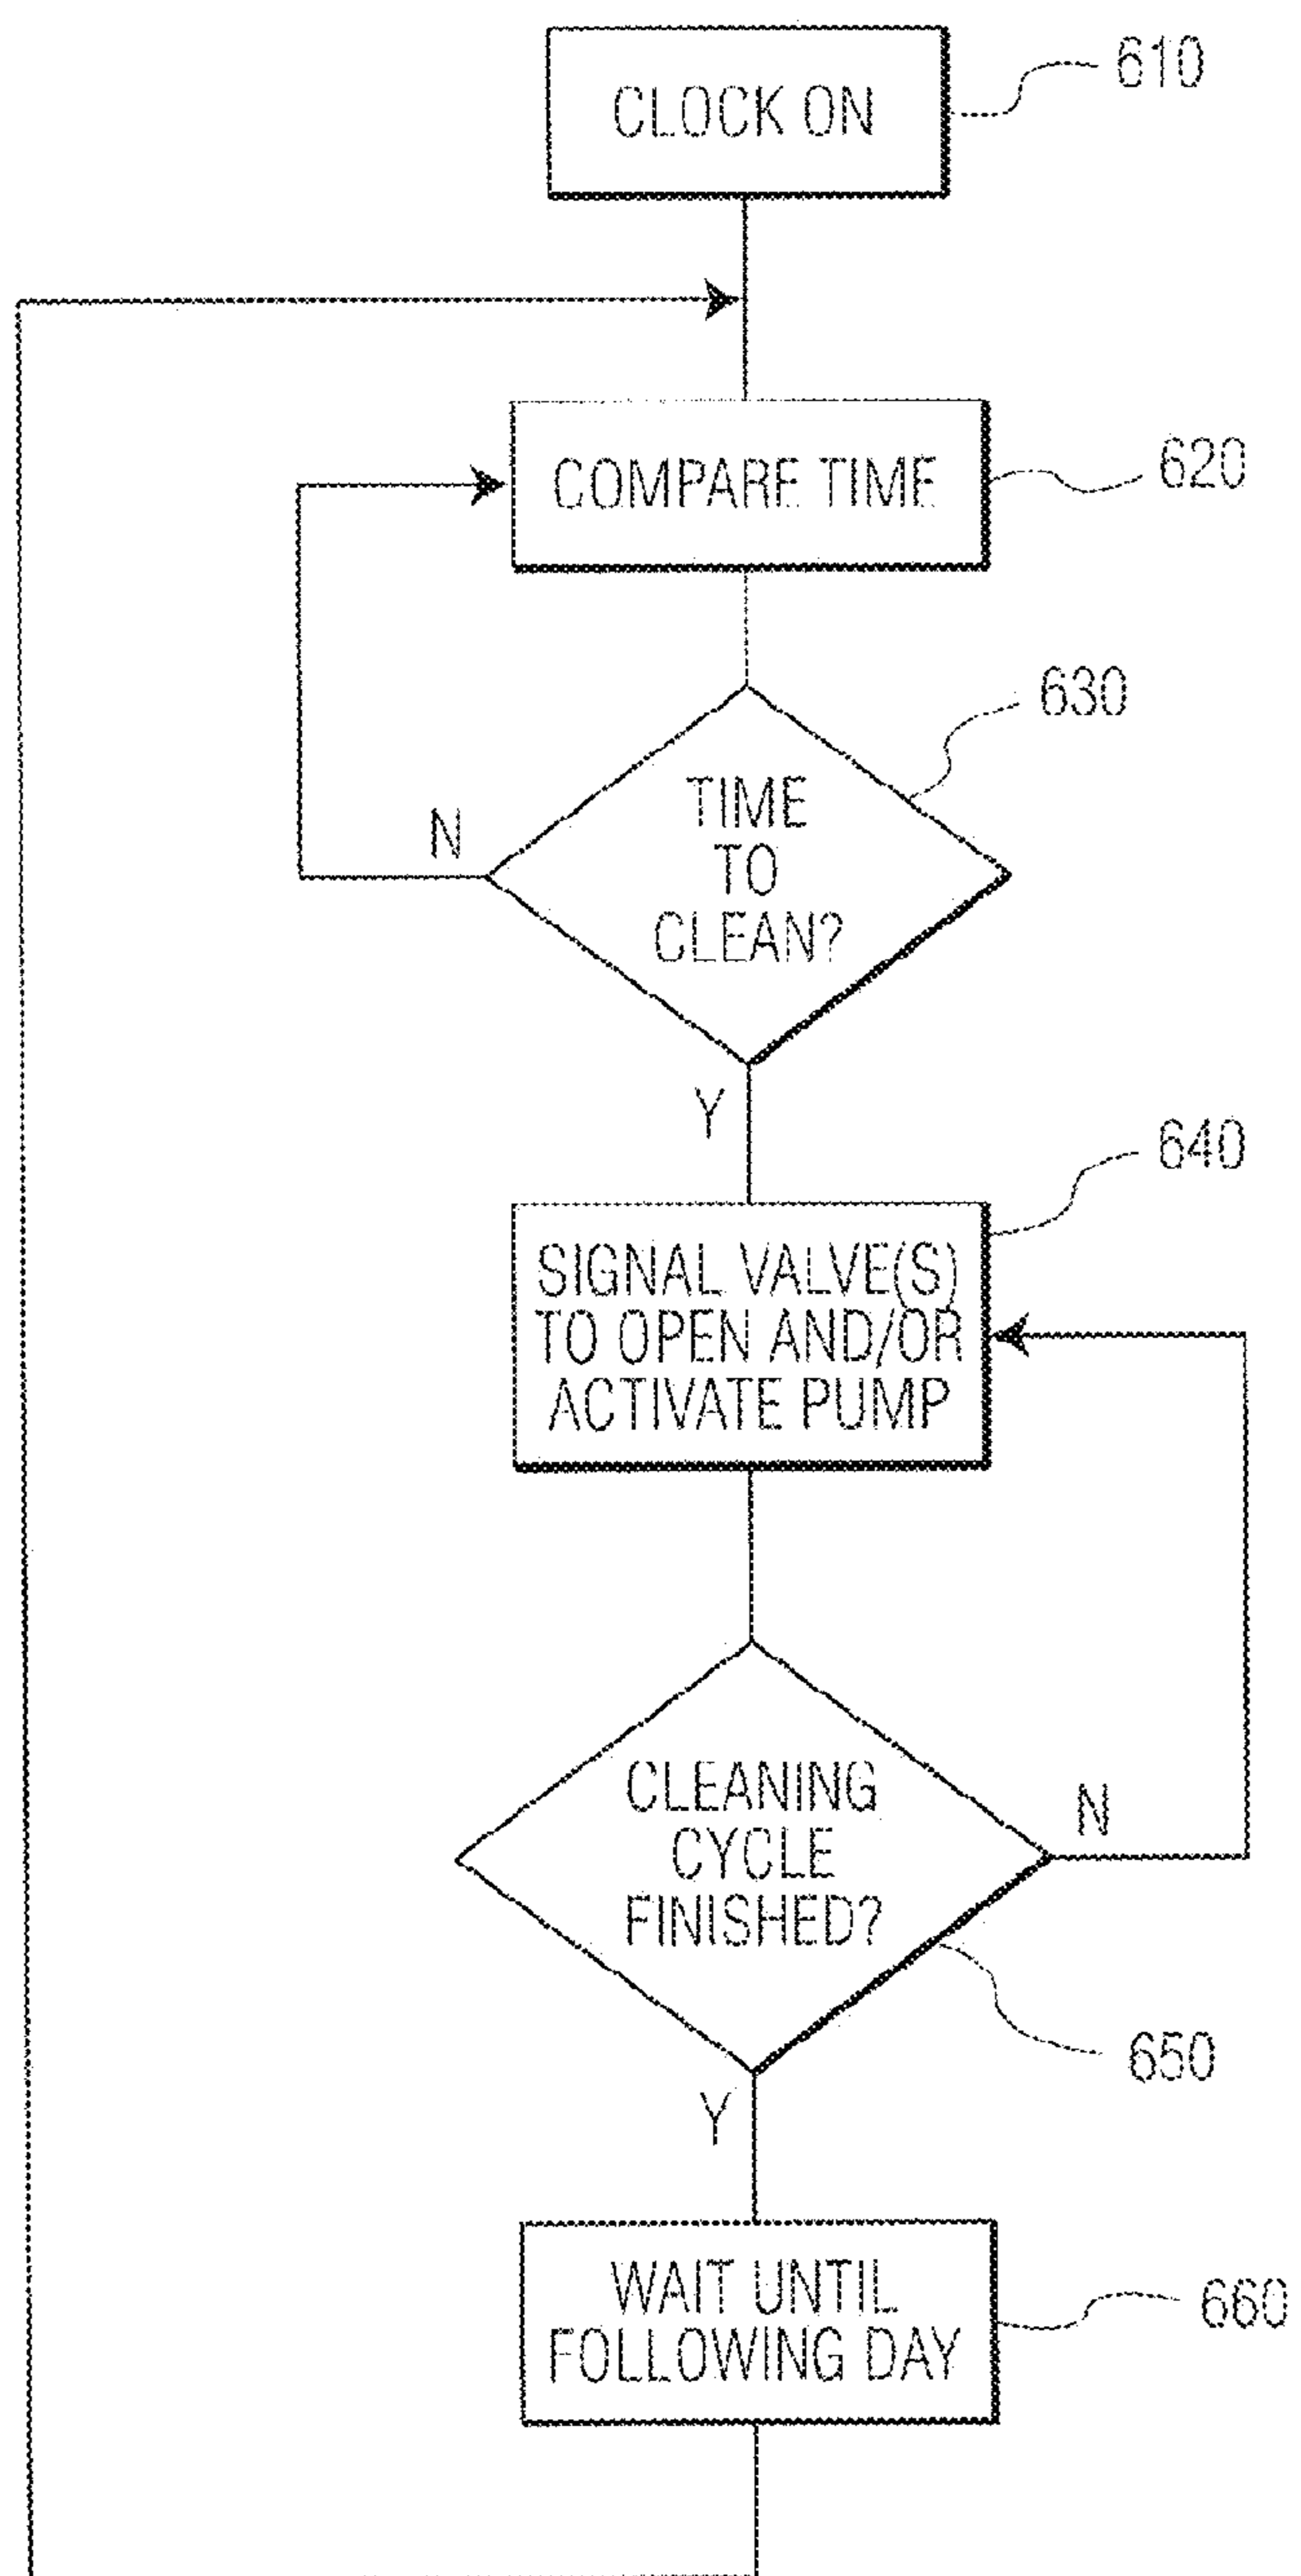 CLOCK ON
610
COMPARE TIME
620
630
TIME
TO
CLEAN?
N
Y
640
SIGNAL VALVE(S)
TO OPEN AND/OR
ACTIVATE PUMP
CLEANING
CYCLE
FINISHED?
N
650
Y
WAIT UNTIL
FOLLOWING DAY
660